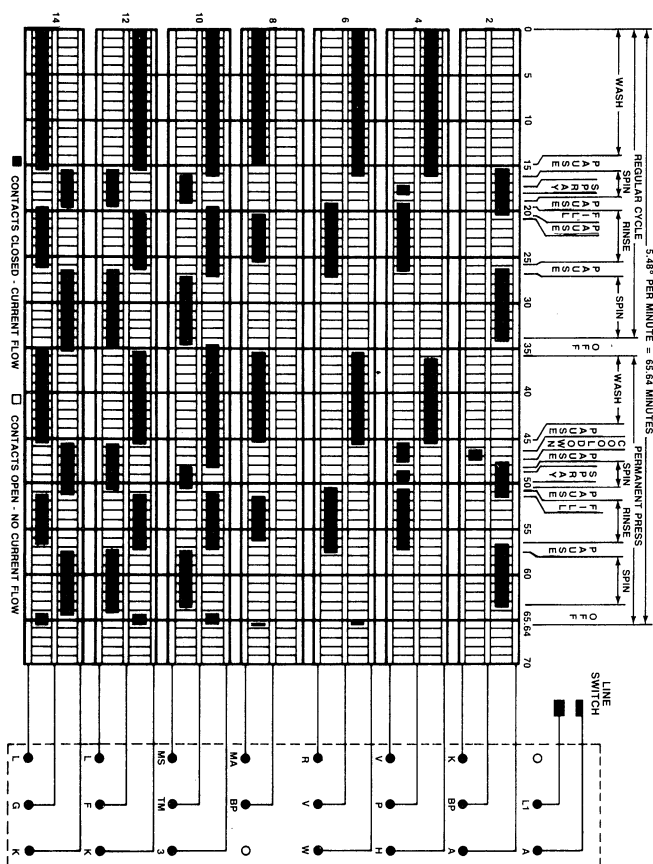 5.48° PER MINUTE = 65.64 MINUTES
REGULAR CYCLE
PERMANENT PRESS
WASH
PAUSE
SPIN
SPRAY
PAUSE
FILL
PAUSE
RINSE
PAUSE
SPIN
OFF
WASH
PAUSE
COOLDOWN
PAUSE
SPIN
SPRAY
PAUSE
FILL
RINSE
PAUSE
SPIN
OFF
0 5 10 15 20 25 30 35 40 45 50 55 60 65.64 70
2
4
6
8
10
12
14
LINE SWITCH
L1 A
K BP A
V P H
R V W
MA BP
MS TM 3
L F K
L G K
CONTACTS CLOSED - CURRENT FLOW
CONTACTS OPEN - NO CURRENT FLOW